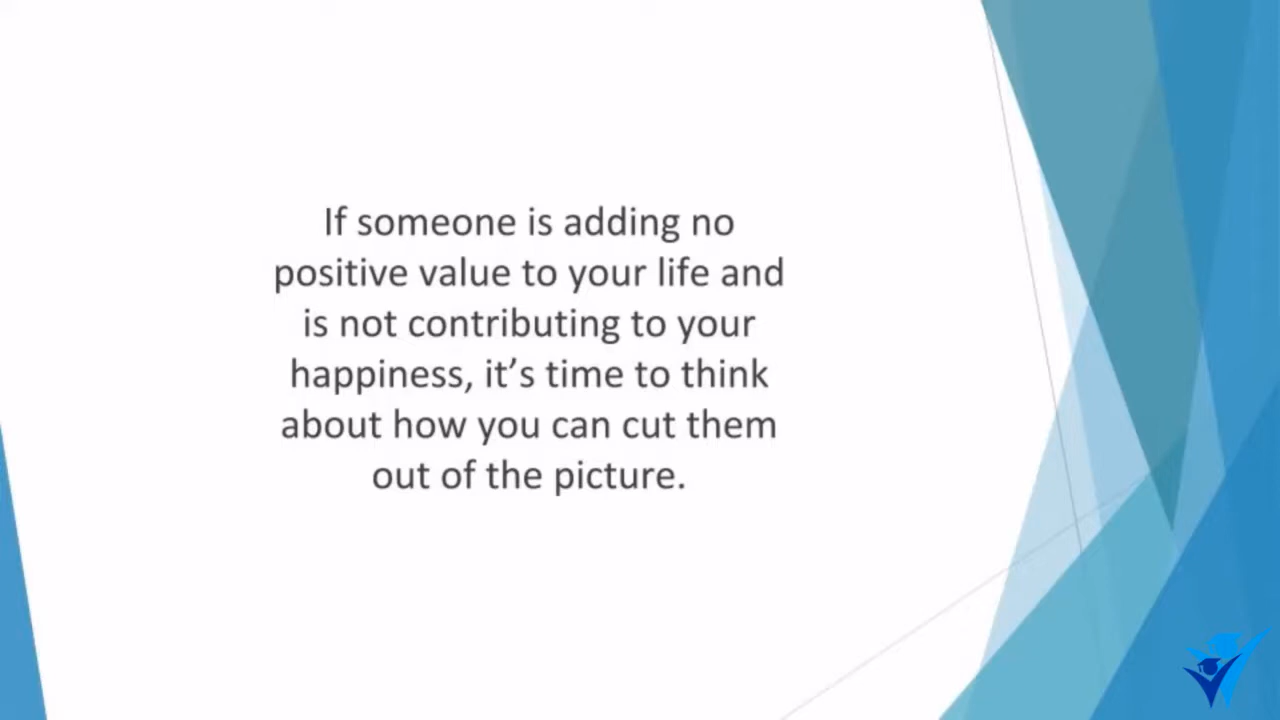 If someone is adding no
positive value to your life and
is not contributing to your
happiness, it’s time to think
about how you can cut them
out of the picture.